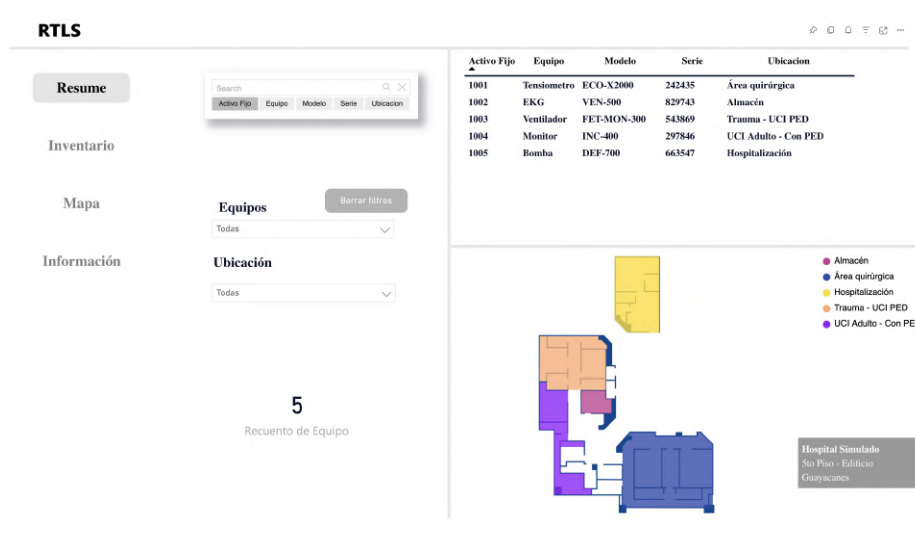 RTLS
Resume
Inventario
Mapa
Información
Search
Activo Fijo Equipo Modelo Serie Ubicacion
Equipos
Borrar filtros
Todas
Ubicación
Todas
5
Recuento de Equipo
Activo Fijo Equipo Modelo Serie Ubicacion
1001 Tensiometro ECO-X2000 242435 Área quirúrgica
1002 EKG VEN-500 829743 Almacén
1003 Ventilador FET-MON-300 543869 Trauma - UCI PED
1004 Monitor INC-400 297846 UCI Adulto - Con PED
1005 Bomba DEF-700 663547 Hospitalización
Almacén
Área quirúrgica
Hospitalización
Trauma - UCI PED
UCI Adulto - Con PE
Hospital Simulado
5to Piso - Edificio
Guayacanes